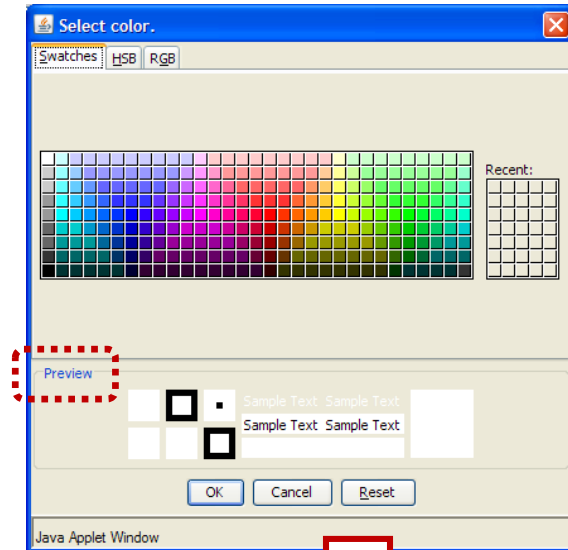 Select color.
Swatches HSB RGB
Recent:
Preview
Sample Text Sample Text
Sample Text Sample Text
OK Cancel Reset
Java Applet Window